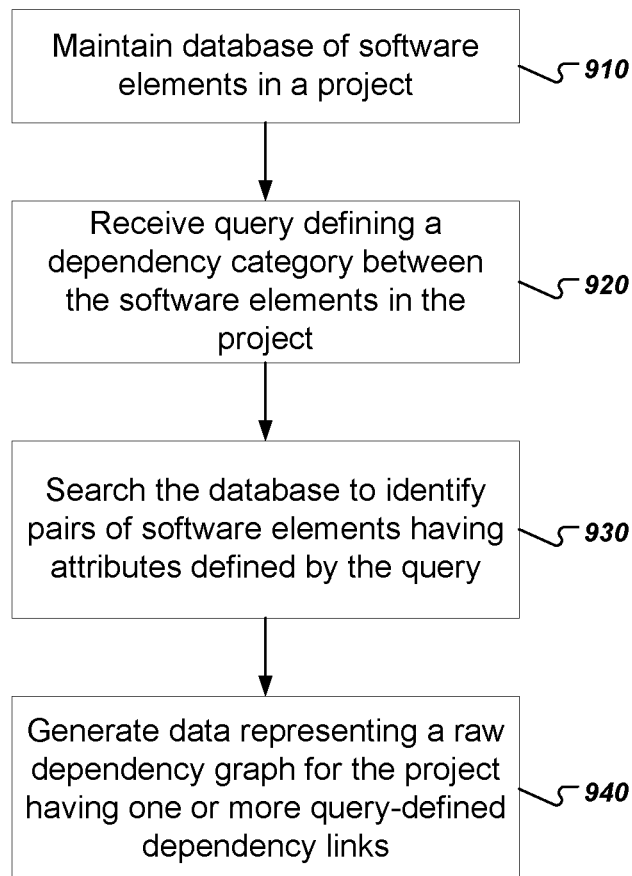 Maintain database of software
elements in a project
910
Receive query defining a
dependency category between
the software elements in the
project
920
Search the database to identify
pairs of software elements having
attributes defined by the query
930
Generate data representing a raw
dependency graph for the project
having one or more query-defined
dependency links
940